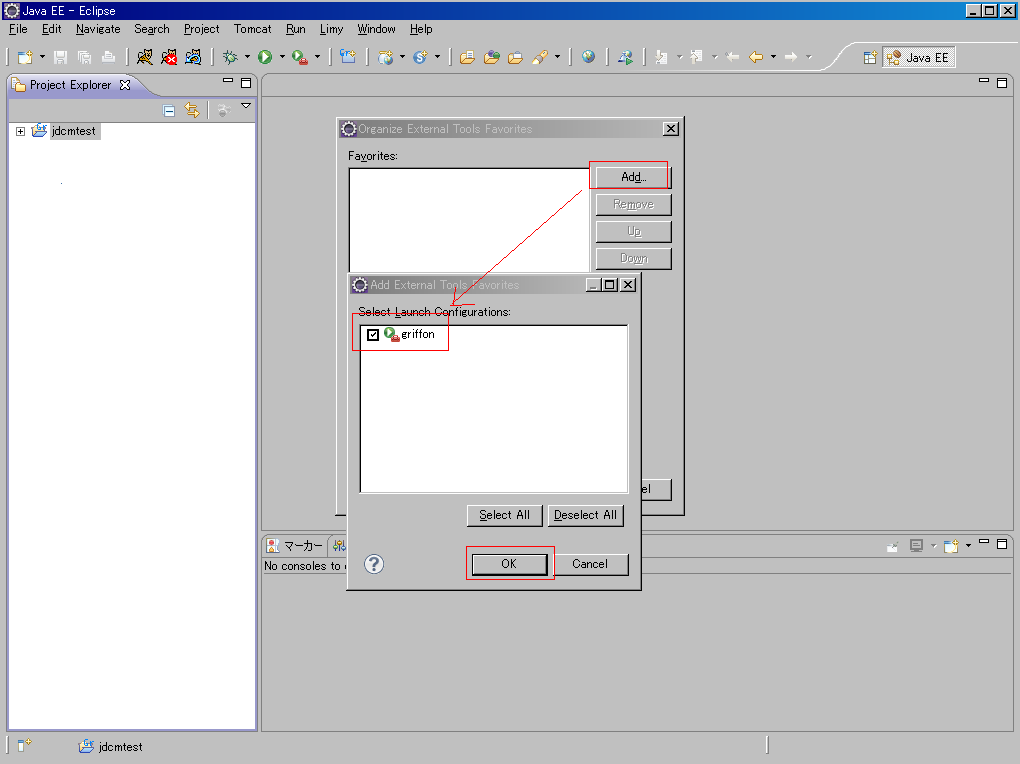 Java EE - Eclipse
File Edit Navigate Search Project Tomcat Run Limy Window Help
Java EE
Project Explorer
jdcmtest
Organize External Tools Favorites
Favorites:
Add...
Remove
Up
Down
Add External Tools Favorites
Select Launch Configurations:
griffon
Select All Deselect All
OK Cancel
マーカー
No consoles to
jdcmtest